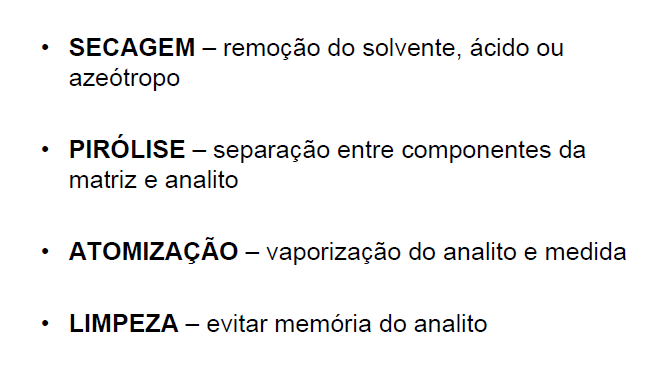 • SECAGEM – remoção do solvente, ácido ou
azeótropo
• PIRÓLISE – separação entre componentes da
matriz e analito
• ATOMIZAÇÃO – vaporização do analito e medida
• LIMPEZA – evitar memória do analito